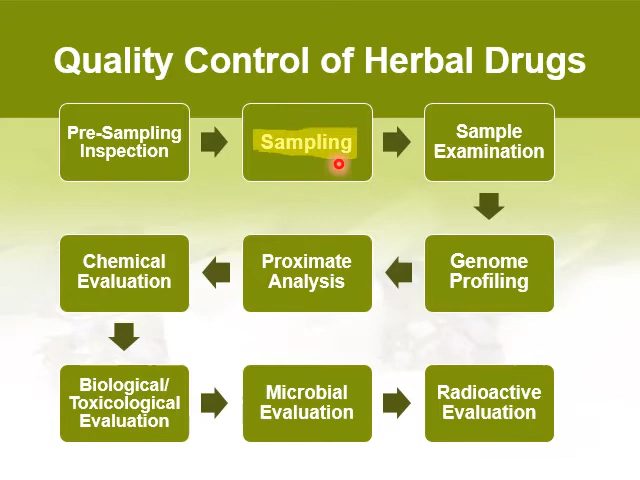 Quality Control of Herbal Drugs
Pre-Sampling
Inspection
Sampling
Sample
Examination
Genome
Profiling
Proximate
Analysis
Chemical
Evaluation
Biological/
Toxicological
Evaluation
Microbial
Evaluation
Radioactive
Evaluation